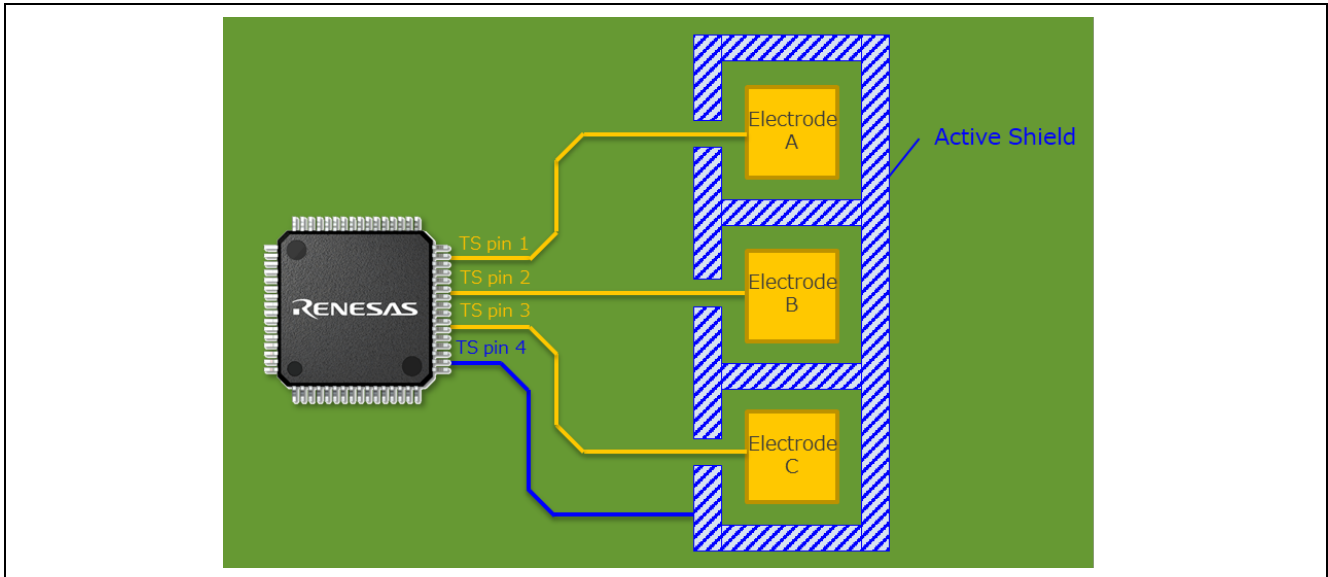 Electrode
A
Active Shield
TS pin 1
TS pin 2
Electrode
B
RENESAS
TS pin 3
TS pin 4
Electrode
C